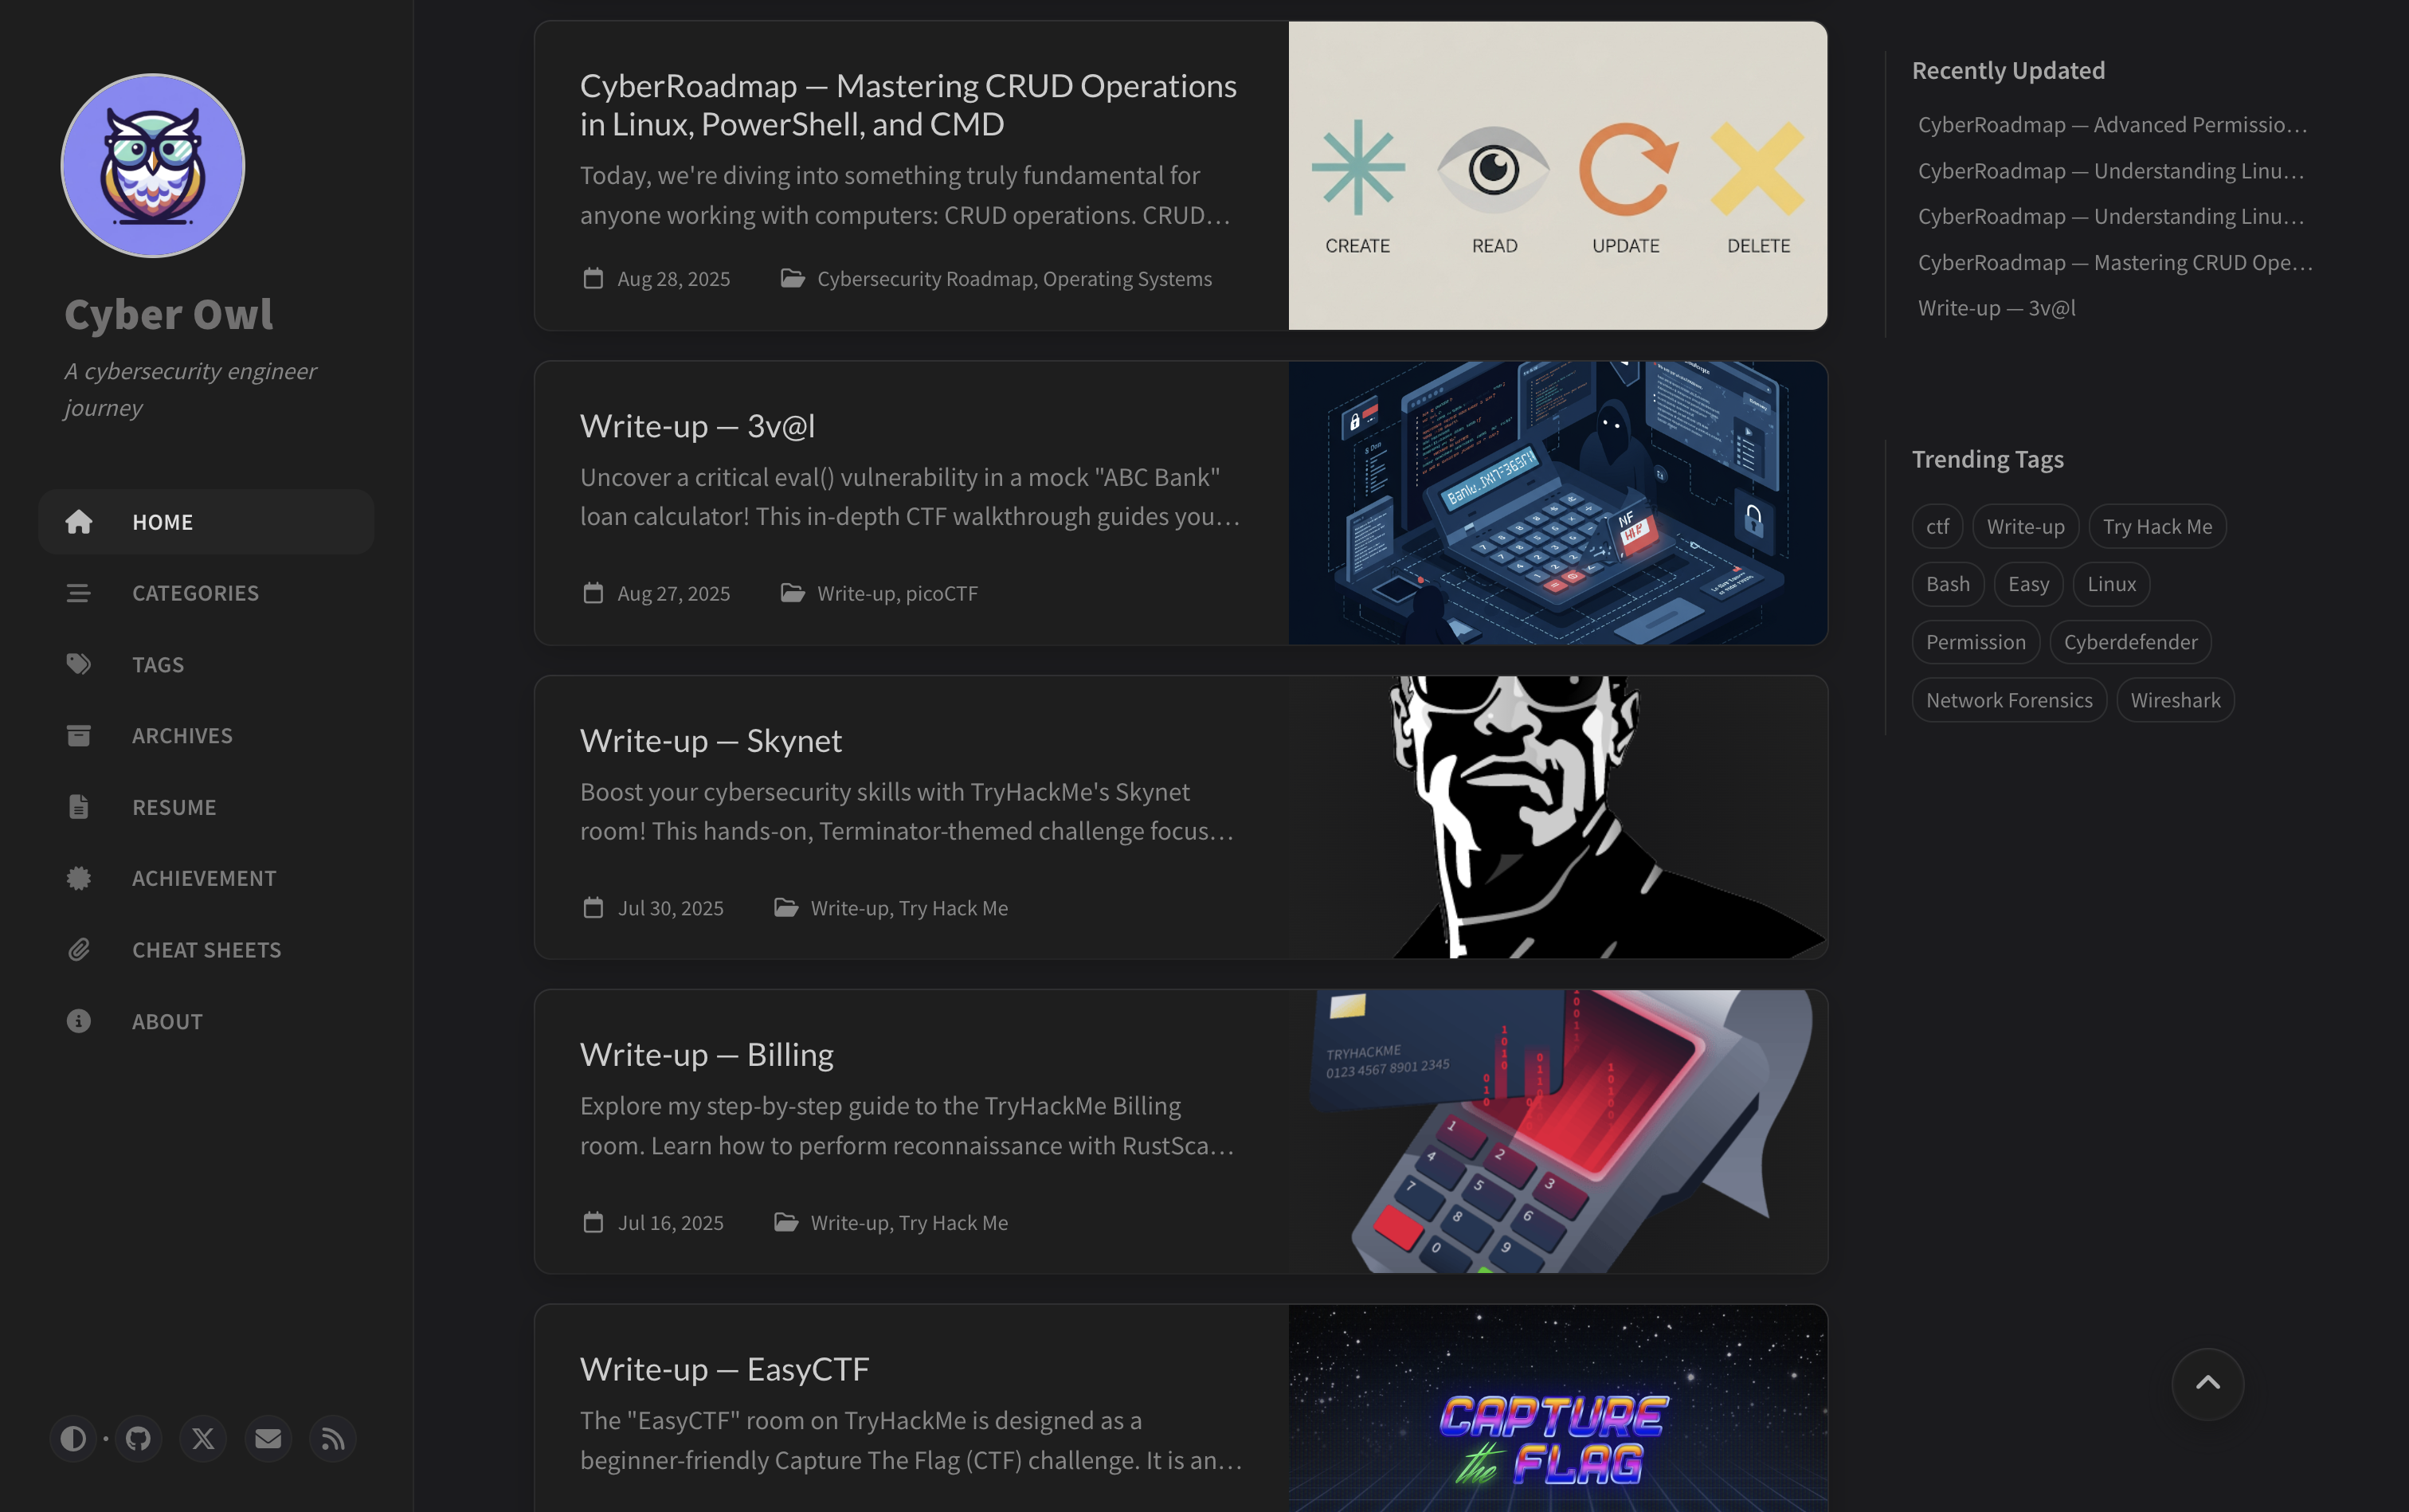 Cyber Owl
A cybersecurity engineer
journey
HOME
CATEGORIES
TAGS
ARCHIVES
RESUME
ACHIEVEMENT
CHEAT SHEETS
ABOUT
CyberRoadmap — Mastering CRUD Operations
in Linux, PowerShell, and CMD
Today, we're diving into something truly fundamental for
anyone working with computers: CRUD operations. CRUD…
Aug 28, 2025 Cybersecurity Roadmap, Operating Systems
CREATE READ UPDATE DELETE
Write-up — 3v@l
Uncover a critical eval() vulnerability in a mock "ABC Bank"
loan calculator! This in-depth CTF walkthrough guides you…
Aug 27, 2025 Write-up, picoCTF
Write-up — Skynet
Boost your cybersecurity skills with TryHackMe's Skynet
room! This hands-on, Terminator-themed challenge focus…
Jul 30, 2025 Write-up, Try Hack Me
Write-up — Billing
Explore my step-by-step guide to the TryHackMe Billing
room. Learn how to perform reconnaissance with RustSca…
Jul 16, 2025 Write-up, Try Hack Me
TRYHACKME
0123 4567 8901 2345
1
2
3
4
5
6
7
8
9
0
Write-up — EasyCTF
The "EasyCTF" room on TryHackMe is designed as a
beginner-friendly Capture The Flag (CTF) challenge. It is an…
CAPTURE
the FLAG
Recently Updated
CyberRoadmap — Advanced Permissio…
CyberRoadmap — Understanding Linu…
CyberRoadmap — Understanding Linu…
CyberRoadmap — Mastering CRUD Ope…
Write-up — 3v@l
Trending Tags
ctf Write-up Try Hack Me
Bash Easy Linux
Permission Cyberdefender
Network Forensics Wireshark